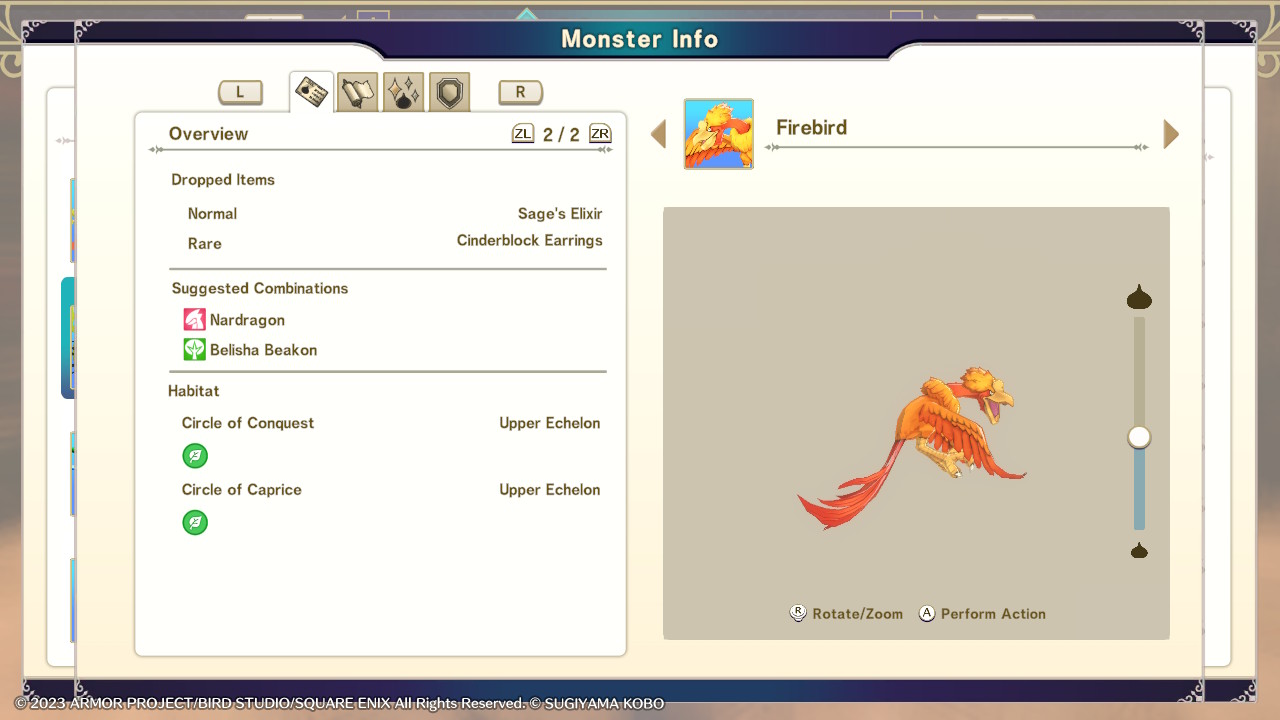 Monster Info
L
R
Overview
ZL 2 / 2 ZR
Dropped Items
Normal Sage's Elixir
Rare Cinderblock Earrings
Suggested Combinations
Nardragon
Belisha Beakon
Habitat
Circle of Conquest Upper Echelon
Circle of Caprice Upper Echelon
Firebird
R Rotate/Zoom A Perform Action
© 2023 ARMOR PROJECT/BIRD STUDIO/SQUARE ENIX All Rights Reserved. © SUGIYAMA KOBO